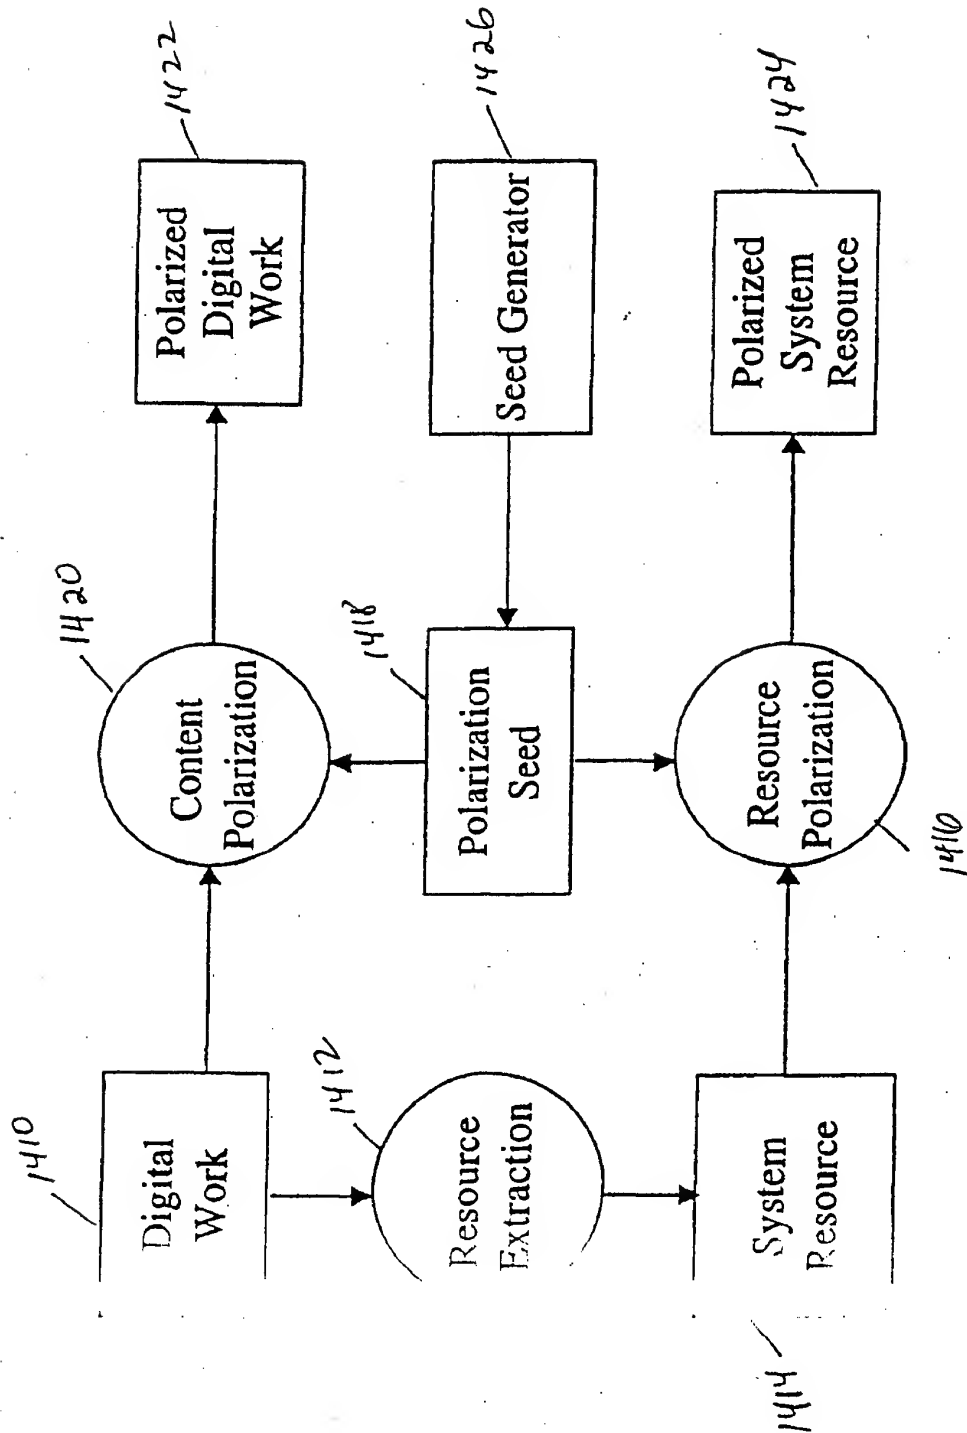 1410
Digital
Work
1420
Content
Polarization
1422
Polarized
Digital
Work
1412
Resource
Extraction
1418
Polarization
Seed
1426
Seed Generator
1414
System
Resource
1416
Resource
Polarization
1424
Polarized
System
Resource